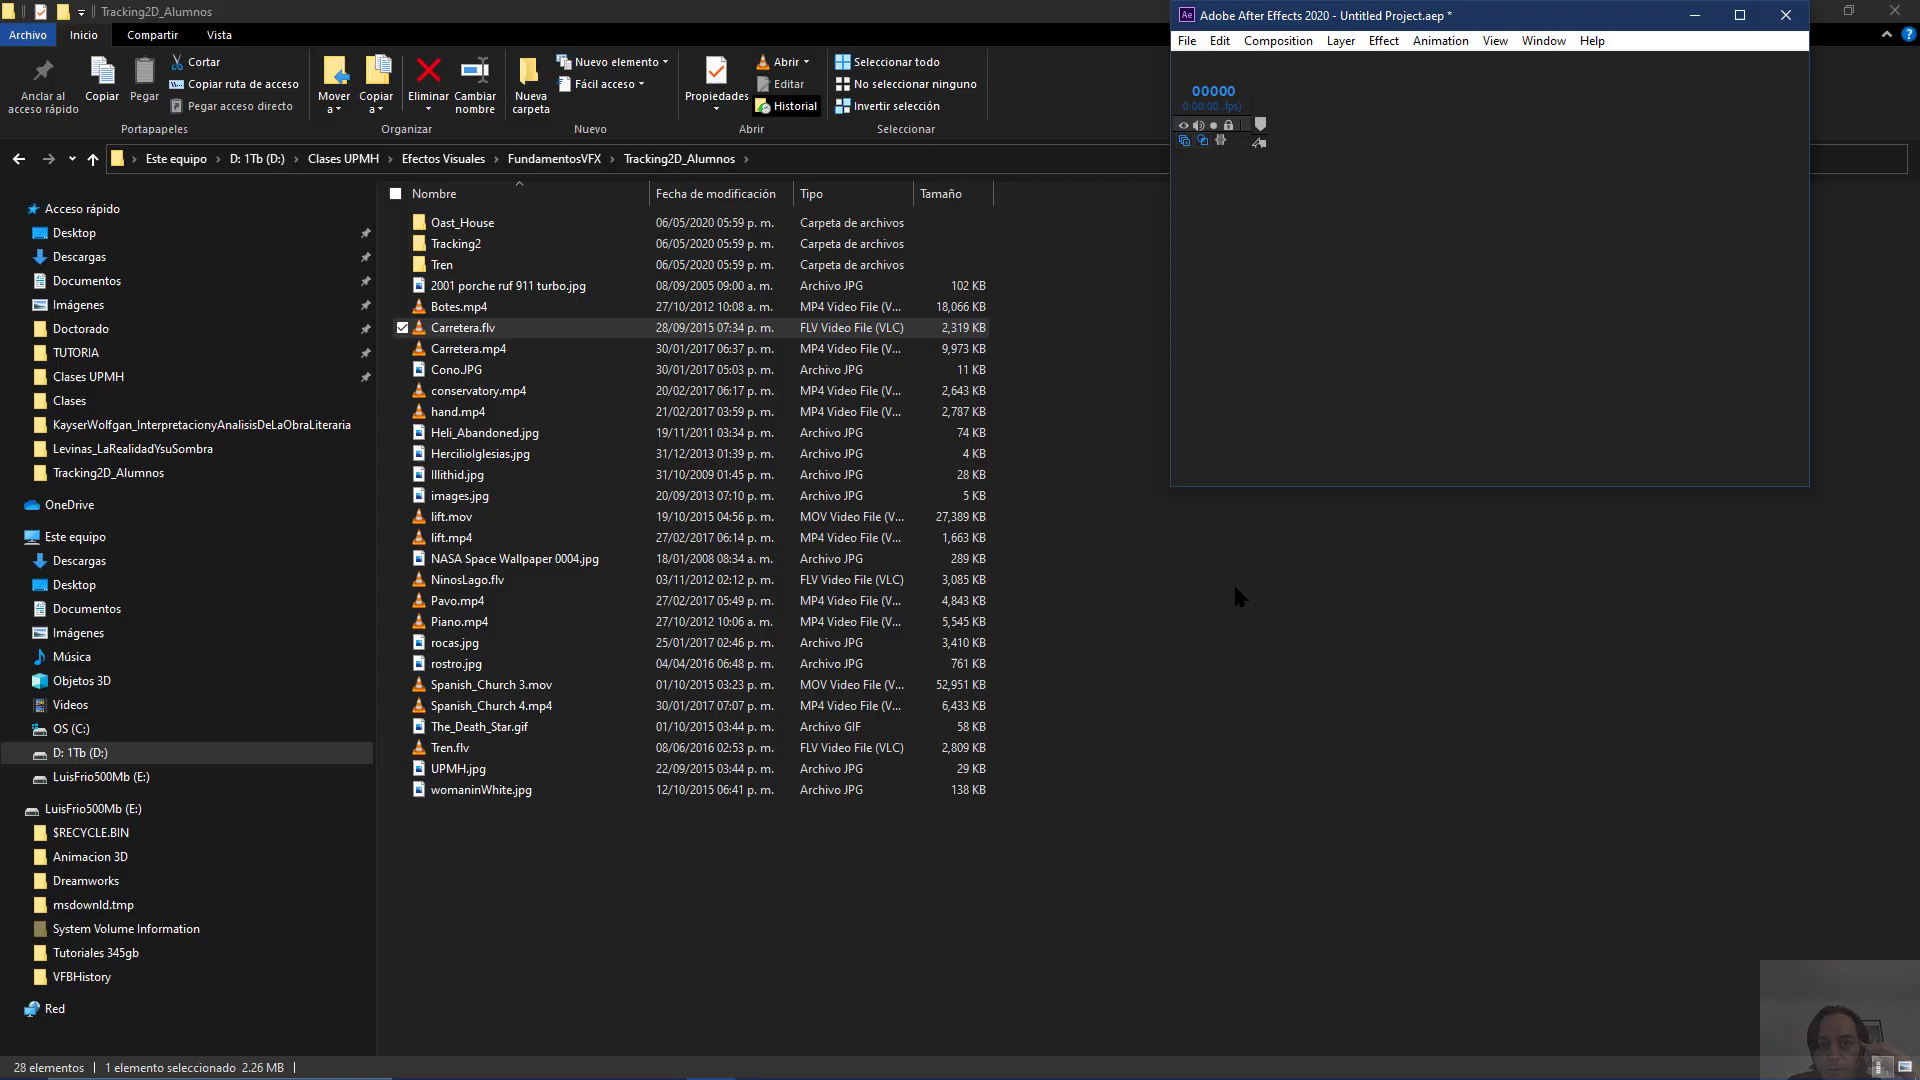 Tracking2D_Alumnos
Archivo
Inicio
Compartir
Vista
Anclar al
acceso rápido
Copiar
Pegar
Cortar
Copiar ruta de acceso
Pegar acceso directo
Portapapeles
Mover
a
Copiar
a
Eliminar
Cambiar
nombre
Organizar
Nueva
carpeta
Nuevo elemento
Fácil acceso
Nuevo
Propiedades
Abrir
Editar
Historial
Abrir
Seleccionar todo
No seleccionar ninguno
Invertir selección
Seleccionar
Este equipo
D: 1Tb (D:)
Clases UPMH
Efectos Visuales
FundamentosVFX
Tracking2D_Alumnos
Ae Adobe After Effects 2020 - Untitled Project.aep *
File Edit Composition Layer Effect Animation View Window Help
00000
0:00:00...fps)
Acceso rápido
Desktop
Descargas
Documentos
Imágenes
Doctorado
TUTORIA
Clases UPMH
Clases
KayserWolfgan_InterpretacionyAnalisisDeLaObraLiteraria
Levinas_LaRealidadYsuSombra
Tracking2D_Alumnos
OneDrive
Este equipo
Descargas
Desktop
Documentos
Imágenes
Música
Objetos 3D
Videos
OS (C:)
D: 1Tb (D:)
LuisFrio500Mb (E:)
LuisFrio500Mb (E:)
$RECYCLE.BIN
Animacion 3D
Dreamworks
msdownld.tmp
System Volume Information
Tutoriales 345gb
VFBHistory
Red
Nombre Fecha de modificación Tipo Tamaño
Oast_House 06/05/2020 05:59 p. m. Carpeta de archivos
Tracking2 06/05/2020 05:59 p. m. Carpeta de archivos
Tren 06/05/2020 05:59 p. m. Carpeta de archivos
2001 porche ruf 911 turbo.jpg 08/09/2005 09:00 a. m. Archivo JPG 102 KB
Botes.mp4 27/10/2012 10:08 a. m. MP4 Video File (V... 18,066 KB
Carretera.flv 28/09/2015 07:34 p. m. FLV Video File (VLC) 2,319 KB
Carretera.mp4 30/01/2017 06:37 p. m. MP4 Video File (V... 9,973 KB
Cono.JPG 30/01/2017 05:03 p. m. Archivo JPG 11 KB
conservatory.mp4 20/02/2017 06:17 p. m. MP4 Video File (V... 2,643 KB
hand.mp4 21/02/2017 03:59 p. m. MP4 Video File (V... 2,787 KB
Heli_Abandoned.jpg 19/11/2011 03:34 p. m. Archivo JPG 74 KB
HercilioIglesias.jpg 31/12/2013 01:39 p. m. Archivo JPG 4 KB
Illithid.jpg 31/10/2009 01:45 p. m. Archivo JPG 28 KB
images.jpg 20/09/2013 07:10 p. m. Archivo JPG 5 KB
lift.mov 19/10/2015 04:56 p. m. MOV Video File (V... 27,389 KB
lift.mp4 27/02/2017 06:14 p. m. MP4 Video File (V... 1,663 KB
NASA Space Wallpaper 0004.jpg 18/01/2008 08:34 a. m. Archivo JPG 289 KB
NinosLago.flv 03/11/2012 02:12 p. m. FLV Video File (VLC) 3,085 KB
Pavo.mp4 27/02/2017 05:49 p. m. MP4 Video File (V... 4,843 KB
Piano.mp4 27/10/2012 10:06 a. m. MP4 Video File (V... 5,545 KB
rocas.jpg 25/01/2017 02:46 p. m. Archivo JPG 3,410 KB
rostro.jpg 04/04/2016 06:48 p. m. Archivo JPG 761 KB
Spanish_Church 3.mov 01/10/2015 03:23 p. m. MOV Video File (V... 52,951 KB
Spanish_Church 4.mp4 30/01/2017 07:07 p. m. MP4 Video File (V... 6,433 KB
The_Death_Star.gif 01/10/2015 03:44 p. m. Archivo GIF 58 KB
Tren.flv 08/06/2016 02:53 p. m. FLV Video File (VLC) 2,809 KB
UPMH.jpg 22/09/2015 03:44 p. m. Archivo JPG 29 KB
womaninWhite.jpg 12/10/2015 06:41 p. m. Archivo JPG 138 KB
28 elementos
1 elemento seleccionado 2.26 MB